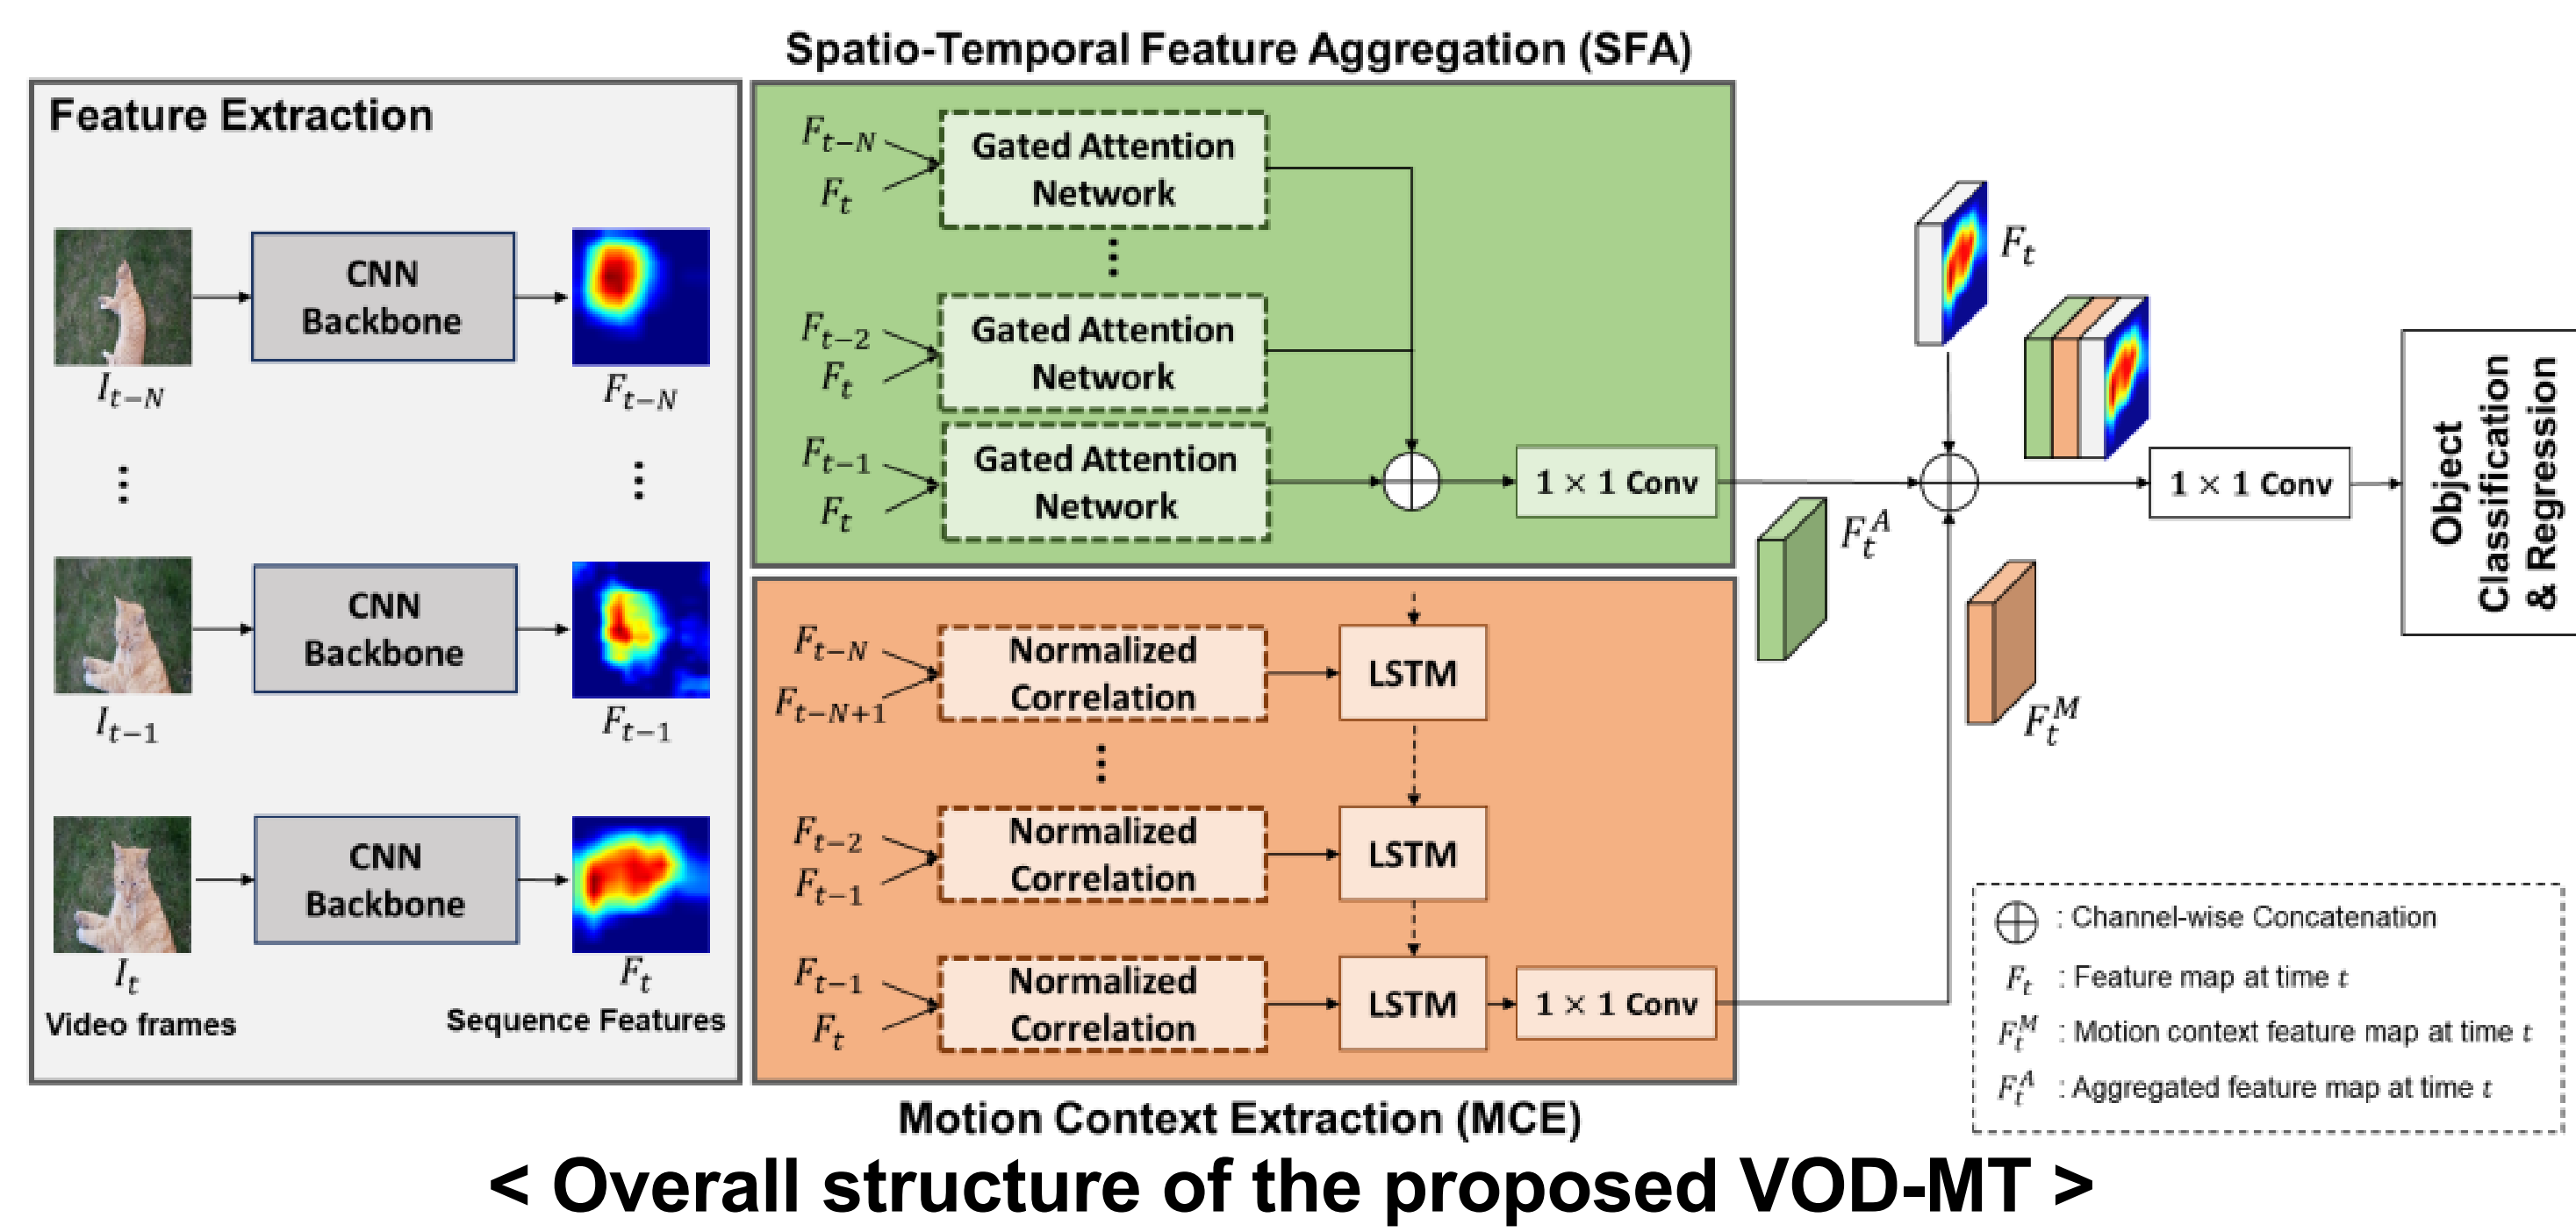 Spatio-Temporal Feature Aggregation (SFA)
Feature Extraction
CNN
Backbone
I_{t-N}
F_{t-N}
CNN
Backbone
I_{t-1}
F_{t-1}
CNN
Backbone
I_t
F_t
Video frames
Sequence Features
F_{t-N}
F_t
Gated Attention
Network
F_{t-2}
F_t
Gated Attention
Network
F_{t-1}
F_t
Gated Attention
Network
1 × 1 Conv
F_{t-N}
F_{t-N+1}
Normalized
Correlation
LSTM
F_{t-2}
F_{t-1}
Normalized
Correlation
LSTM
F_{t-1}
F_t
Normalized
Correlation
LSTM
1 × 1 Conv
Motion Context Extraction (MCE)
F_t
F_t^A
F_t^M
1 × 1 Conv
Object
Classification
& Regression
⊕ : Channel-wise Concatenation
F_t : Feature map at time t
F_t^M : Motion context feature map at time t
F_t^A : Aggregated feature map at time t
< Overall structure of the proposed VOD-MT >